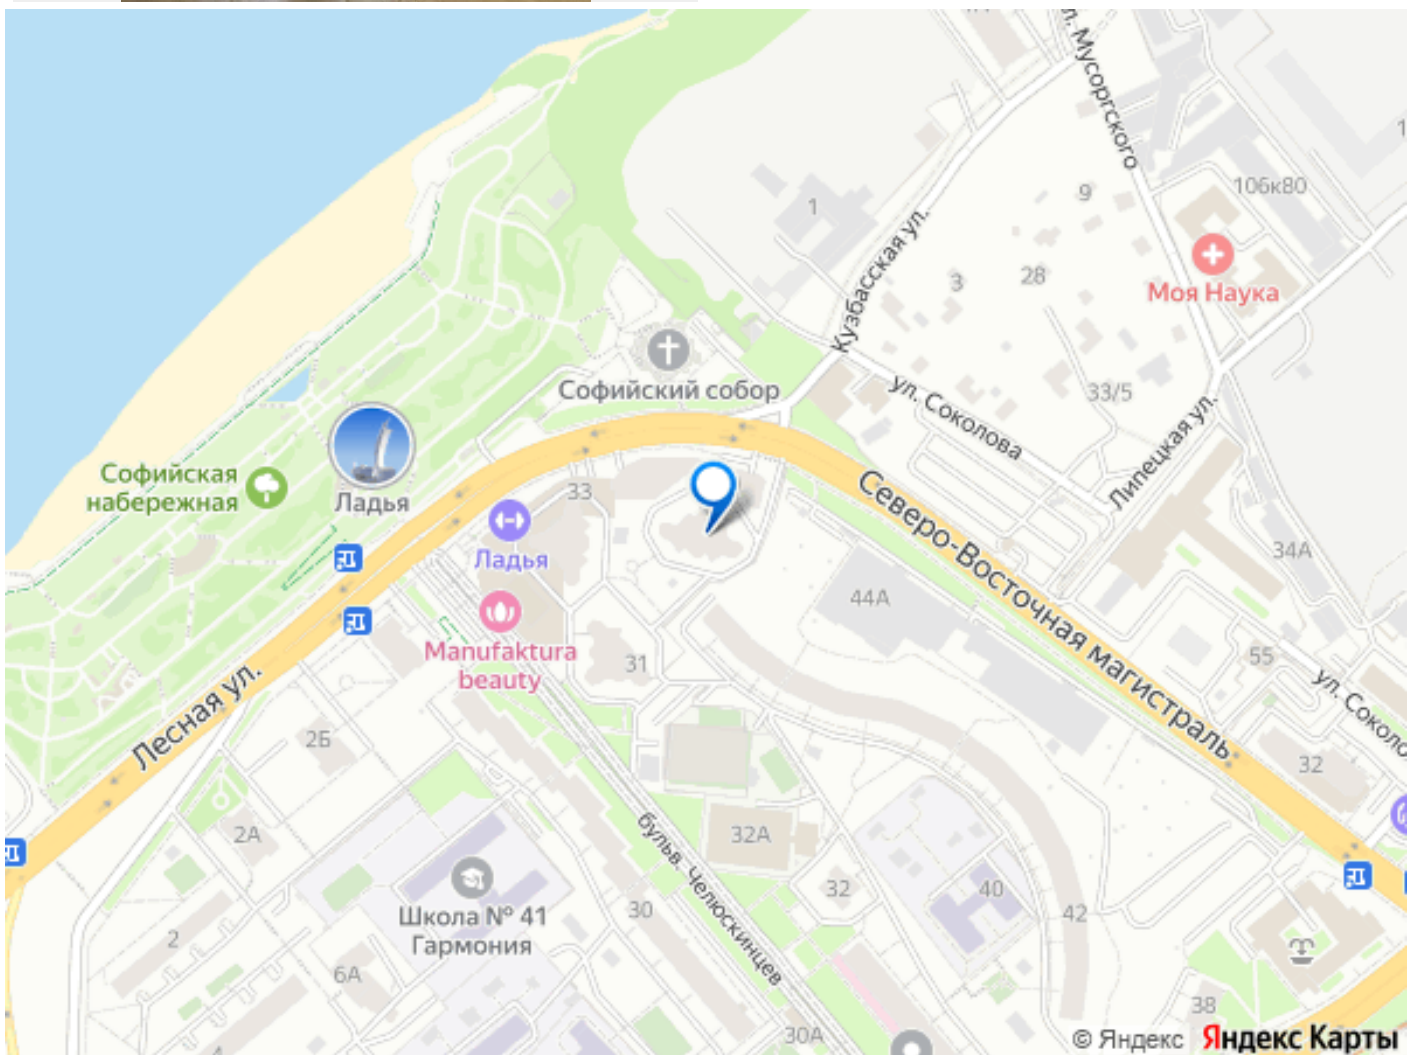 ул. Мусоргского
106к80
9
1
Кузбасская ул.
Моя Наука
3
28
Софийский собор
33/5
ул. Соколова
Липецкая ул.
Софийская
набережная
Ладья
33
Ладья
Северо-Восточная магистраль
34А
44А
Manufaktura
beauty
31
55
ул. Соколо
Лесная ул.
2Б
32
2А
32А
бульв. Челюскинцев
32
40
Школа № 41
Гармония
30
42
2
6А
38
30А
© Яндекс Яндекс Карты